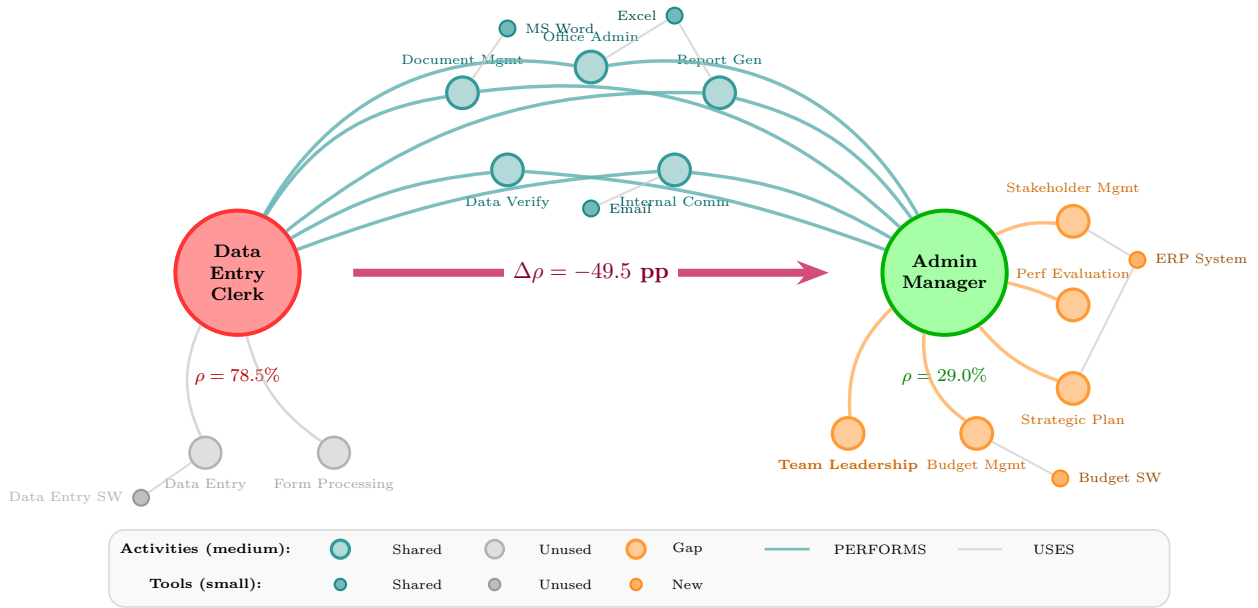 Excel
MS Word
Office Admin
Document Mgmt
Report Gen
Stakeholder Mgmt
Data Verify
Internal Comm
Email
Data
Entry
Clerk
Δρ = −49.5 pp
Admin
Manager
ERP System
Perf Evaluation
ρ = 78.5%
ρ = 29.0%
Strategic Plan
Team Leadership
Budget Mgmt
Budget SW
Data Entry
Form Processing
Data Entry SW
Activities (medium): Shared Unused Gap PERFORMS USES
Tools (small): Shared Unused New